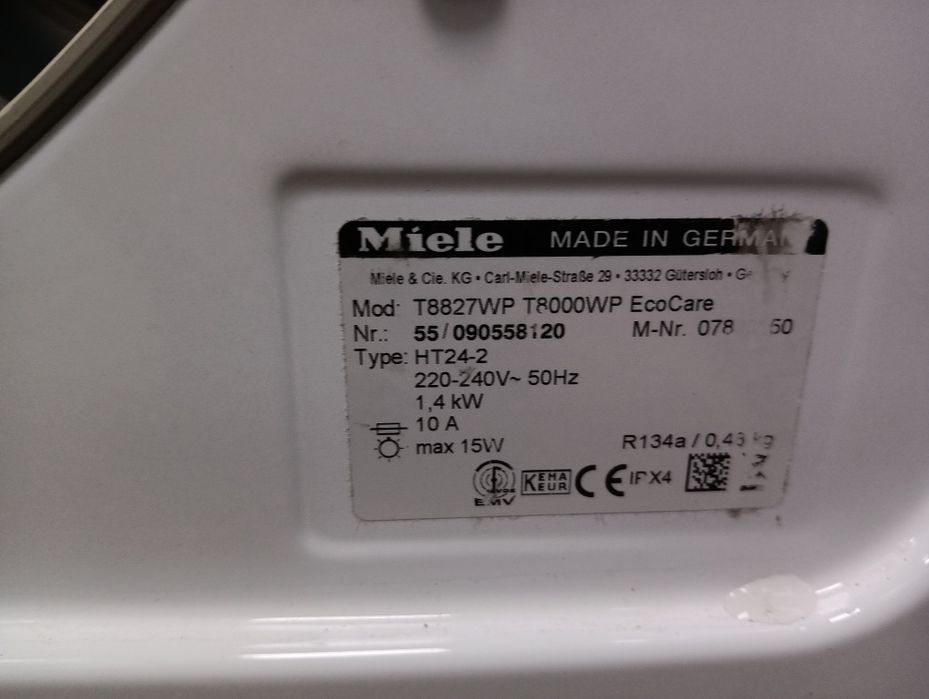 Miele MADE IN GERMANY
Miele & Cie. KG • Carl-Miele-Straße 29 • 33332 Gütersloh •
Mod: T8827WP T8000WP EcoCare
Nr.: 55/090558120 M-Nr. 078
Type: HT24-2
220-240V~ 50Hz
1,4 kW
10 A
max 15W R134a / 0,43 kg
EMV KEMA EUR CE IPX4